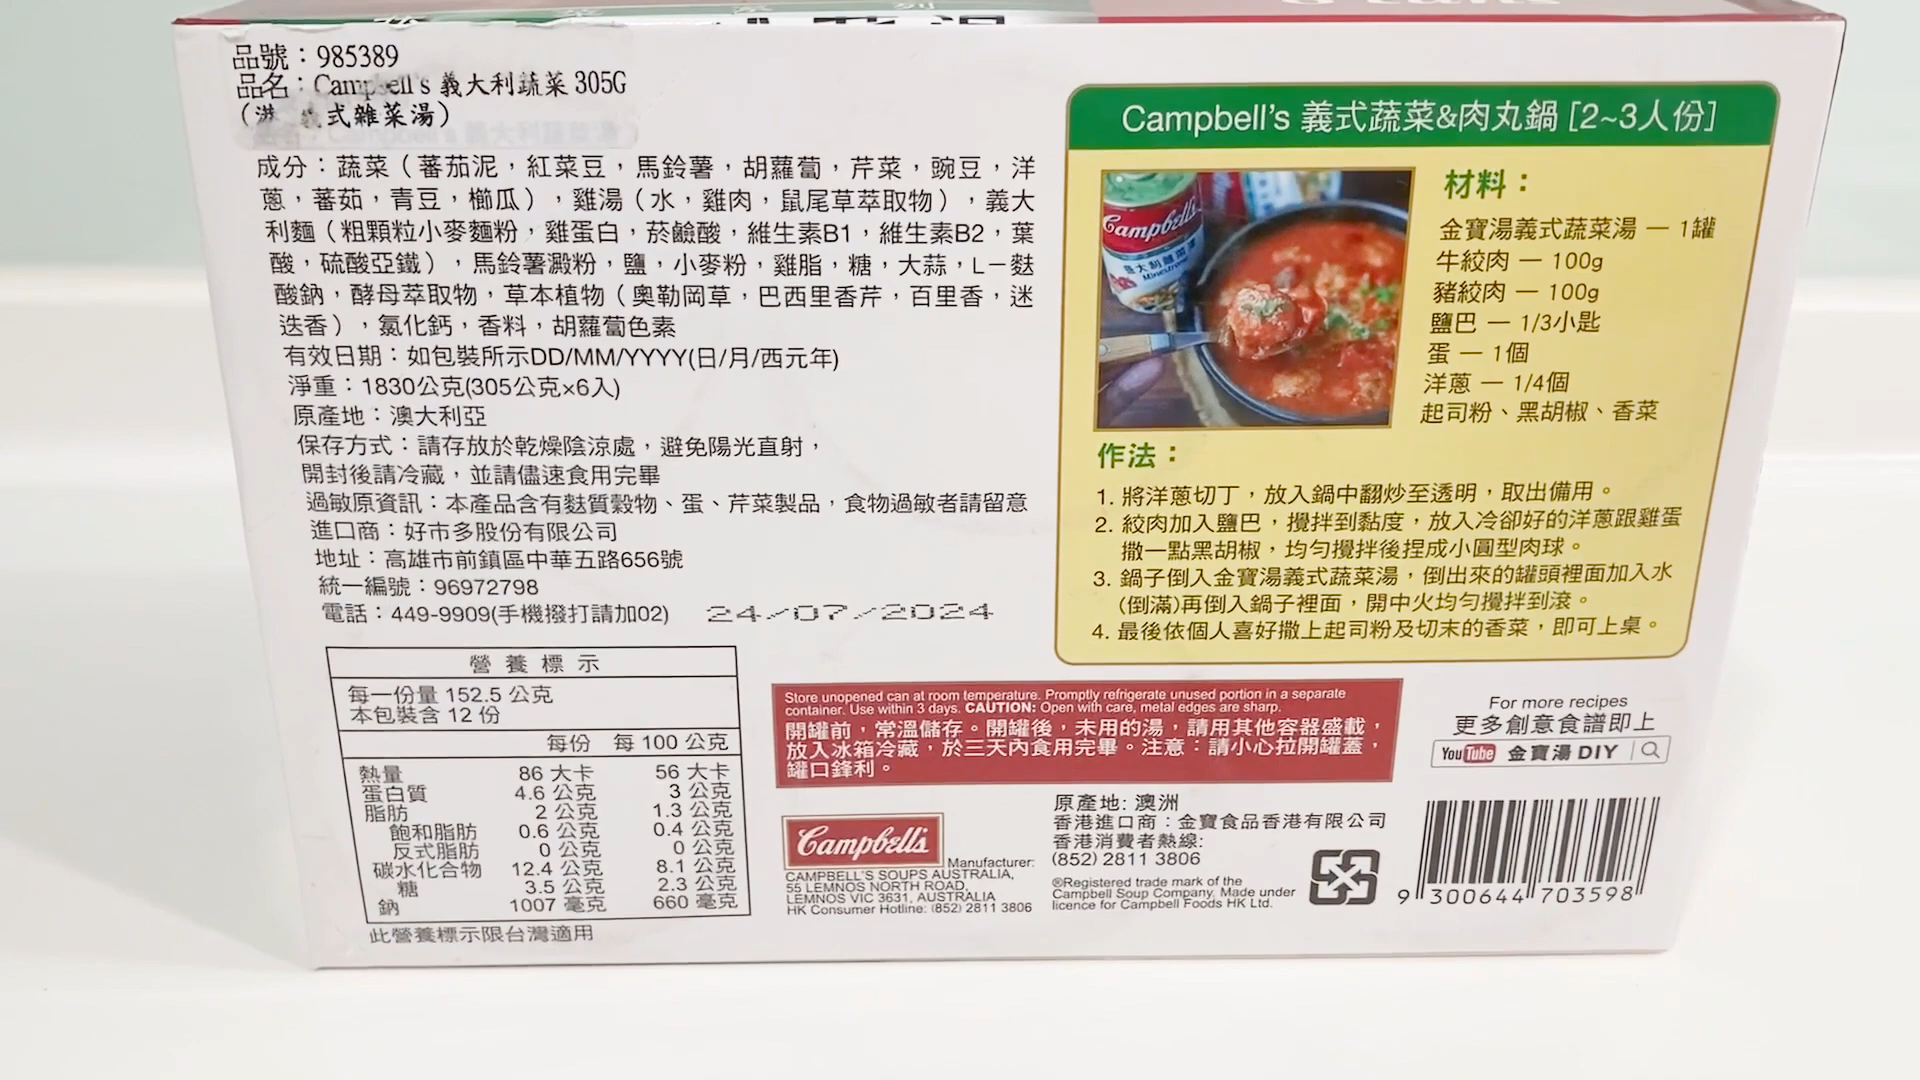 品號：985389
品名：Campbell's 義大利蔬菜 305G
（港 義式雜菜湯）
成分：蔬菜（蕃茄泥，紅菜豆，馬鈴薯，胡蘿蔔，芹菜，豌豆，洋
蔥，蕃茹，青豆，櫛瓜），雞湯（水，雞肉，鼠尾草萃取物），義大
利麵（粗顆粒小麥麵粉，雞蛋白，菸鹼酸，維生素B1，維生素B2，葉
酸，硫酸亞鐵），馬鈴薯澱粉，鹽，小麥粉，雞脂，糖，大蒜，L－麩
酸鈉，酵母萃取物，草本植物（奧勒岡草，巴西里香芹，百里香，迷
迭香），氯化鈣，香料，胡蘿蔔色素
有效日期：如包裝所示DD/MM/YYYY(日/月/西元年)
淨重：1830公克(305公克×6入)
原產地：澳大利亞
保存方式：請存放於乾燥陰涼處，避免陽光直射，
開封後請冷藏，並請儘速食用完畢
過敏原資訊：本產品含有麩質穀物、蛋、芹菜製品，食物過敏者請留意
進口商：好市多股份有限公司
地址：高雄市前鎮區中華五路656號
統一編號：96972798
電話：449-9909(手機撥打請加02)
24/07/2024
營養標示
每一份量 152.5 公克
本包裝含 12 份
每份 每 100 公克
熱量 86 大卡 56 大卡
蛋白質 4.6 公克 3 公克
脂肪 2 公克 1.3 公克
飽和脂肪 0.6 公克 0.4 公克
反式脂肪 0 公克 0 公克
碳水化合物 12.4 公克 8.1 公克
糖 3.5 公克 2.3 公克
鈉 1007 毫克 660 毫克
此營養標示限台灣適用
Campbell's 義式蔬菜&肉丸鍋 [2~3人份]
Campbell's
義大利雜菜
Minestrone
材料：
金寶湯義式蔬菜湯 — 1罐
牛絞肉 — 100g
豬絞肉 — 100g
鹽巴 — 1/3小匙
蛋 — 1個
洋蔥 — 1/4個
起司粉、黑胡椒、香菜
作法：
1. 將洋蔥切丁，放入鍋中翻炒至透明，取出備用。
2. 絞肉加入鹽巴，攪拌到黏度，放入冷卻好的洋蔥跟雞蛋
撒一點黑胡椒，均勻攪拌後捏成小圓型肉球。
3. 鍋子倒入金寶湯義式蔬菜湯，倒出來的罐頭裡面加入水
(倒滿)再倒入鍋子裡面，開中火均勻攪拌到滾。
4. 最後依個人喜好撒上起司粉及切末的香菜，即可上桌。
Store unopened can at room temperature. Promptly refrigerate unused portion in a separate
container. Use within 3 days. CAUTION: Open with care, metal edges are sharp.
開罐前，常溫儲存。開罐後，未用的湯，請用其他容器盛載，
放入冰箱冷藏，於三天內食用完畢。注意：請小心拉開罐蓋，
罐口鋒利。
For more recipes
更多創意食譜即上
YouTube 金寶湯 DIY
Campbell's
Manufacturer:
CAMPBELL'S SOUPS AUSTRALIA,
55 LEMNOS NORTH ROAD,
LEMNOS VIC 3631, AUSTRALIA
HK Consumer Hotline: (852) 2811 3806
原產地: 澳洲
香港進口商：金寶食品香港有限公司
香港消費者熱線:
(852) 2811 3806
®Registered trade mark of the
Campbell Soup Company. Made under
licence for Campbell Foods HK Ltd.
9 300644 703598